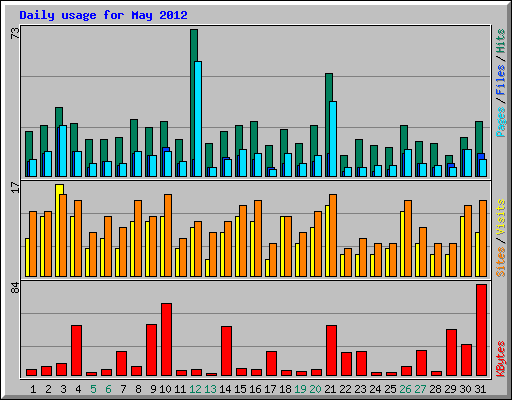 Daily usage for May 2012
73
Pages / Files / Hits
17
Sites / Visits
84
KBytes
1 2 3 4 5 6 7 8 9 10 11 12 13 14 15 16 17 18 19 20 21 22 23 24 25 26 27 28 29 30 31